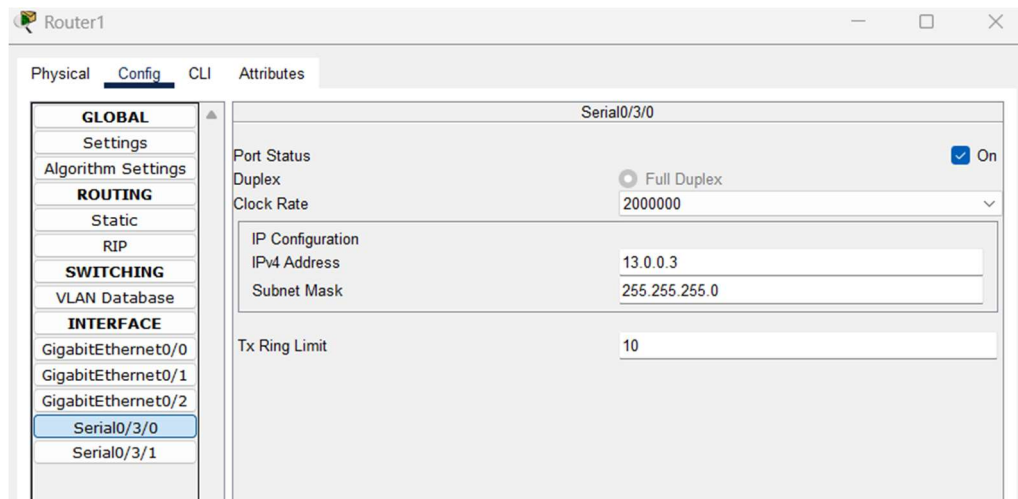 Router1
Physical Config CLI Attributes
GLOBAL
Settings
Algorithm Settings
ROUTING
Static
RIP
SWITCHING
VLAN Database
INTERFACE
GigabitEthernet0/0
GigabitEthernet0/1
GigabitEthernet0/2
Serial0/3/0
Serial0/3/1
Serial0/3/0
Port Status On
Duplex Full Duplex
Clock Rate 2000000
IP Configuration
IPv4 Address 13.0.0.3
Subnet Mask 255.255.255.0
Tx Ring Limit 10